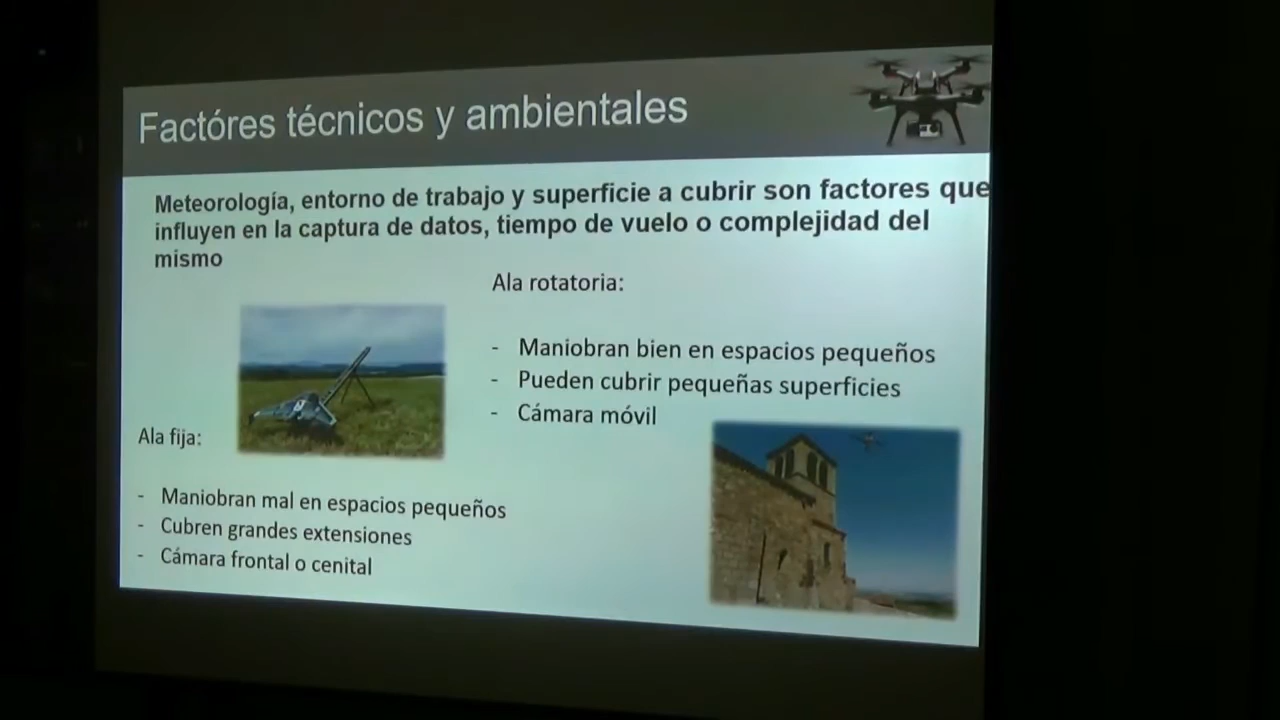 Factóres técnicos y ambientales
Meteorología, entorno de trabajo y superficie a cubrir son factores que
influyen en la captura de datos, tiempo de vuelo o complejidad del
mismo
Ala rotatoria:
- Maniobran bien en espacios pequeños
- Pueden cubrir pequeñas superficies
- Cámara móvil
Ala fija:
- Maniobran mal en espacios pequeños
- Cubren grandes extensiones
- Cámara frontal o cenital